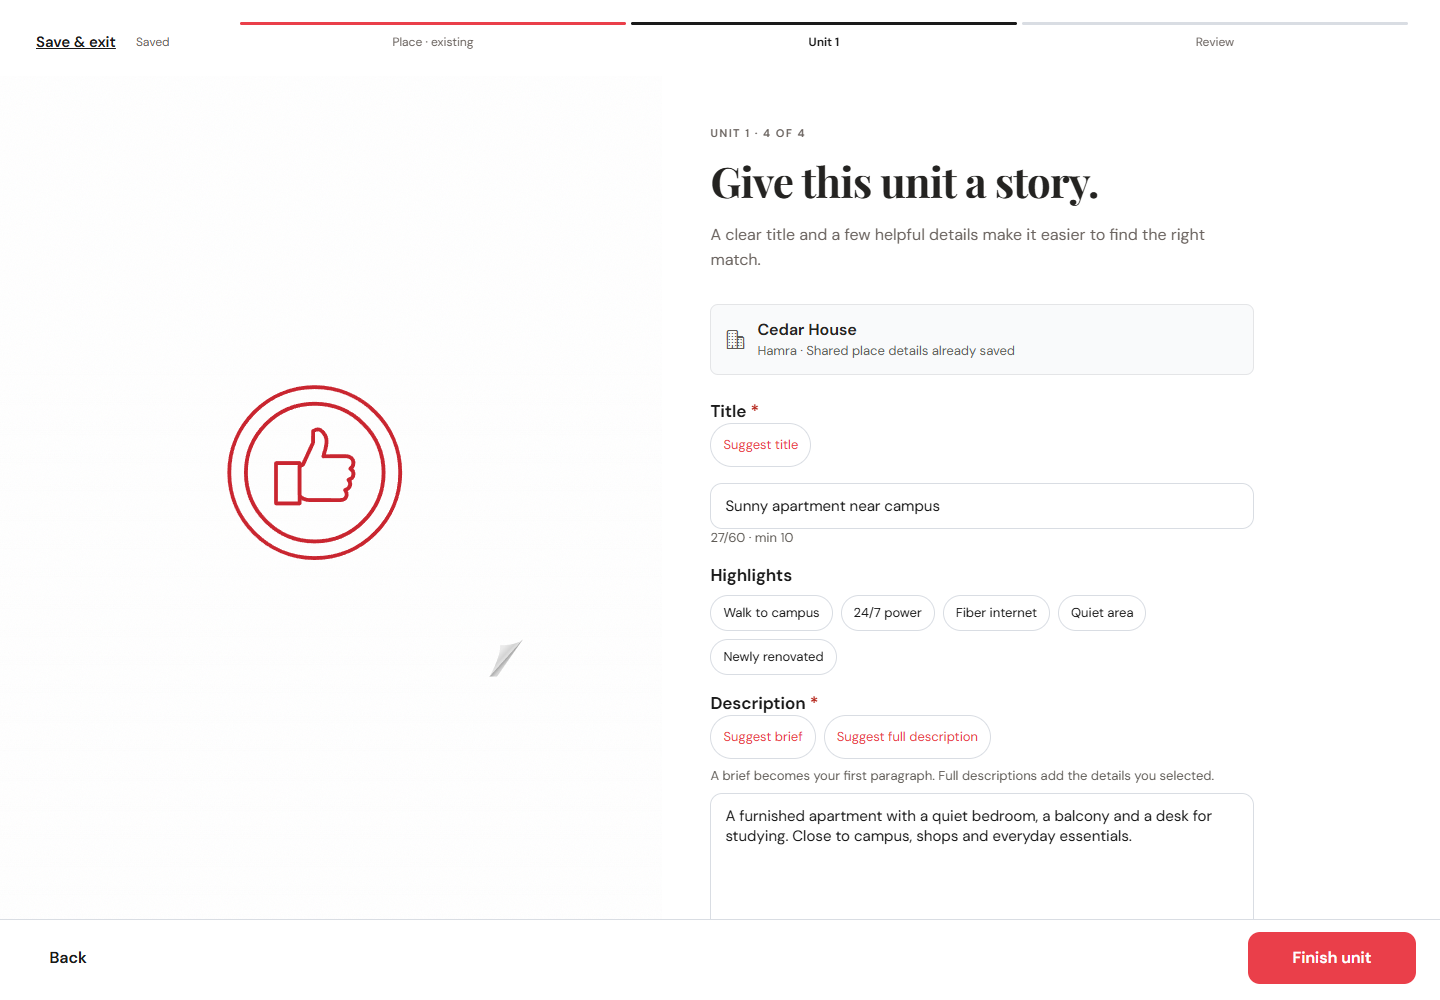 Save & exit
Saved
Place · existing
Unit 1
Review
UNIT 1 · 4 OF 4
Give this unit a story.
A clear title and a few helpful details make it easier to find the right
match.
Cedar House
Hamra · Shared place details already saved
Title *
Suggest title
Sunny apartment near campus
27/60 · min 10
Highlights
Walk to campus
24/7 power
Fiber internet
Quiet area
Newly renovated
Description *
Suggest brief
Suggest full description
A brief becomes your first paragraph. Full descriptions add the details you selected.
A furnished apartment with a quiet bedroom, a balcony and a desk for
studying. Close to campus, shops and everyday essentials.
Back
Finish unit